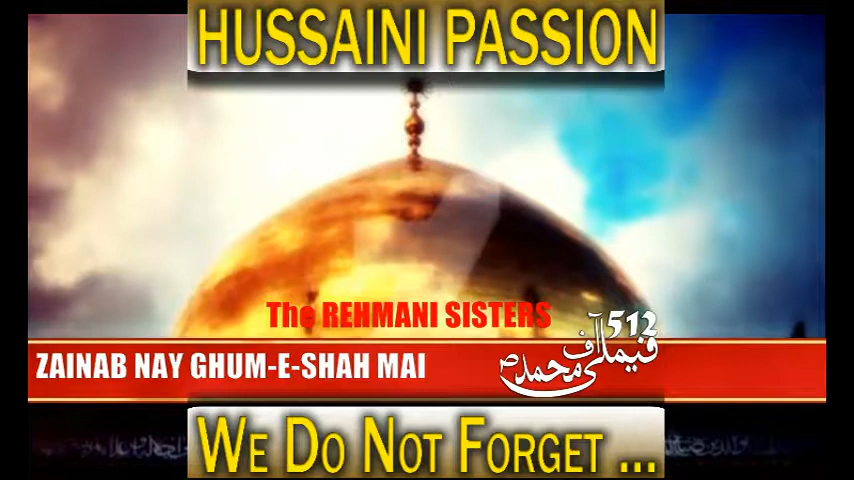 HUSSAINI PASSION
The REHMANI SISTERS
512
فیملی آف محمدؐ
ZAINAB NAY GHUM-E-SHAH MAI
WE DO NOT FORGET ...